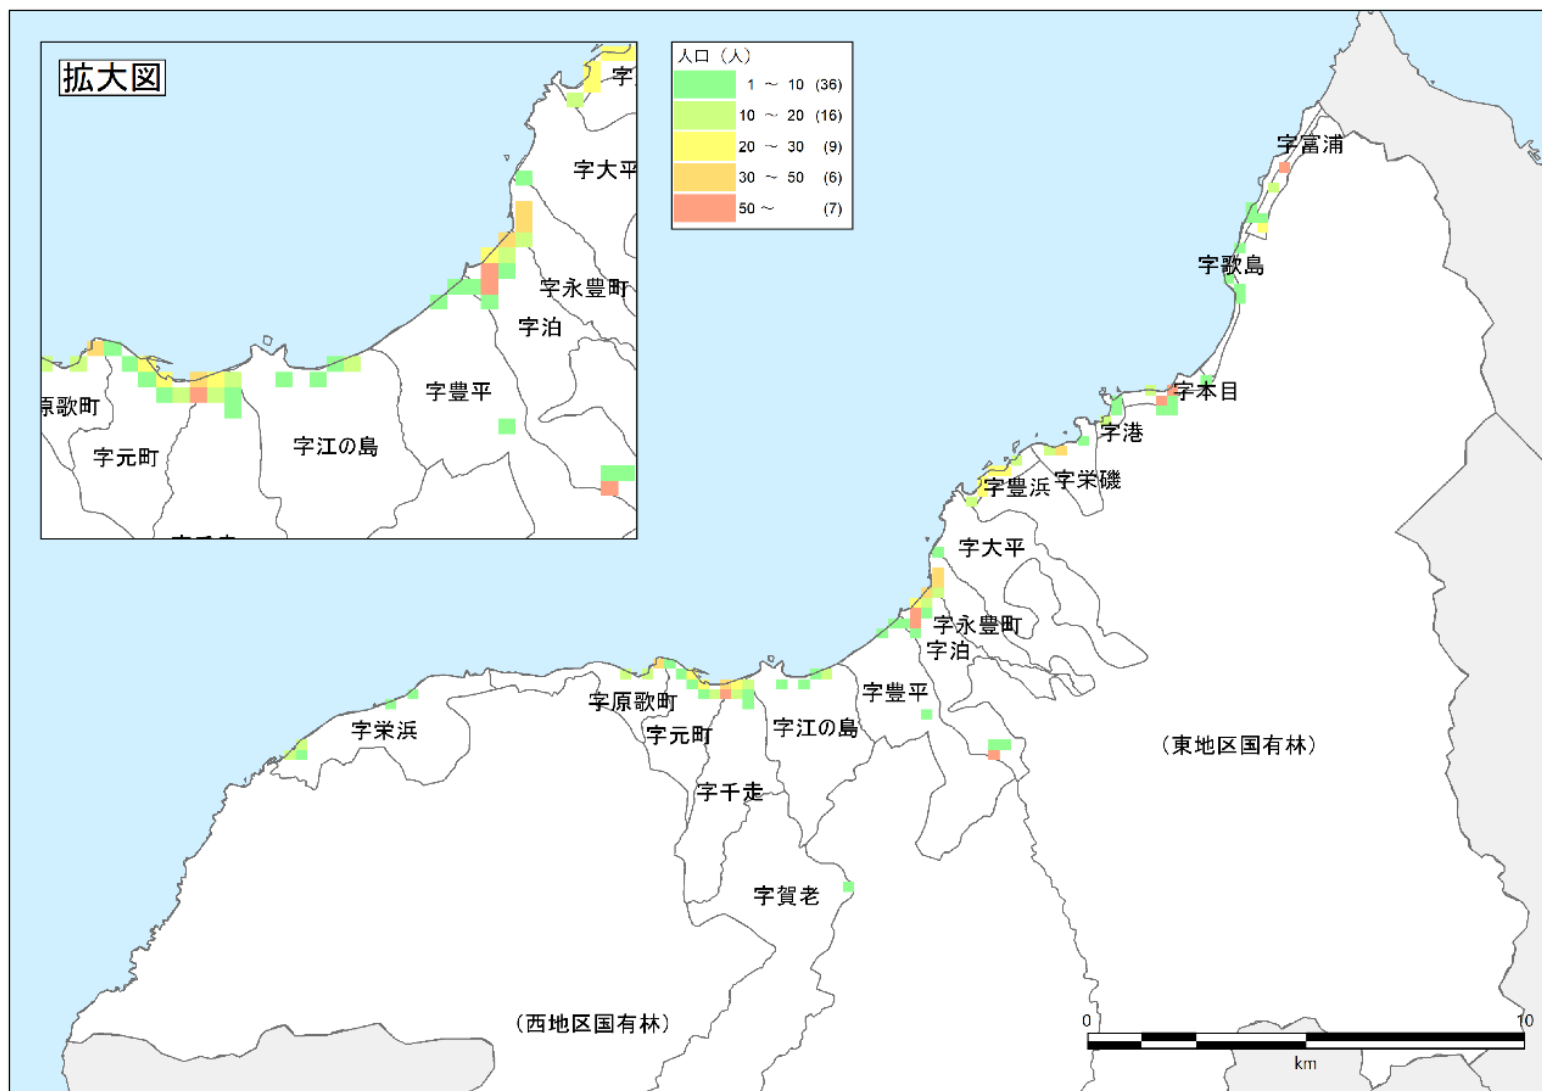 拡大図
人口（人）
1 ～ 10 (36)
10 ～ 20 (16)
20 ～ 30 (9)
30 ～ 50 (6)
50 ～ (7)
字大平
字永豊町
字泊
字豊平
原歌町
字元町
字江の島
字富浦
字歌島
字本目
字港
字栄磯
字豊浜
字大平
字永豊町
字泊
字豊平
字原歌町
字元町
字江の島
字栄浜
字千走
字賀老
（東地区国有林）
（西地区国有林）
0 10
km